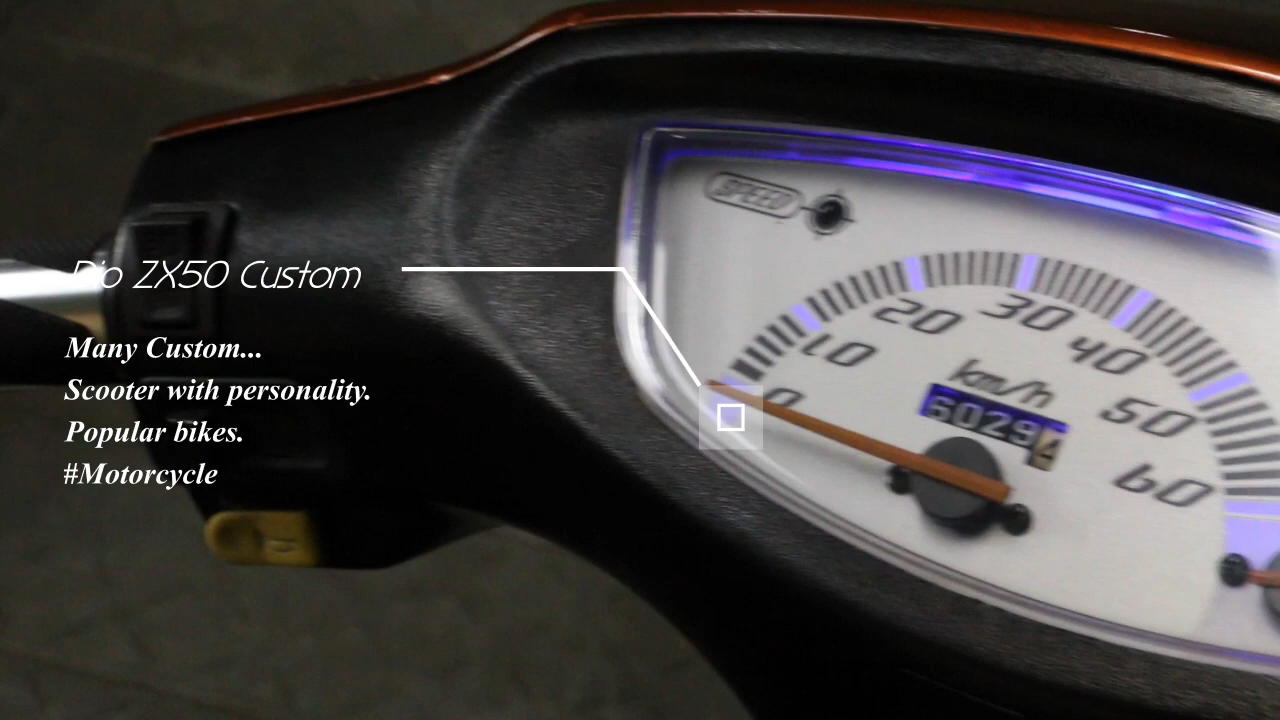 SPEED
Dio ZX50 Custom
Many Custom...
Scooter with personality.
Popular bikes.
#Motorcycle
0
10
20
30
40
50
60
km/h
60294